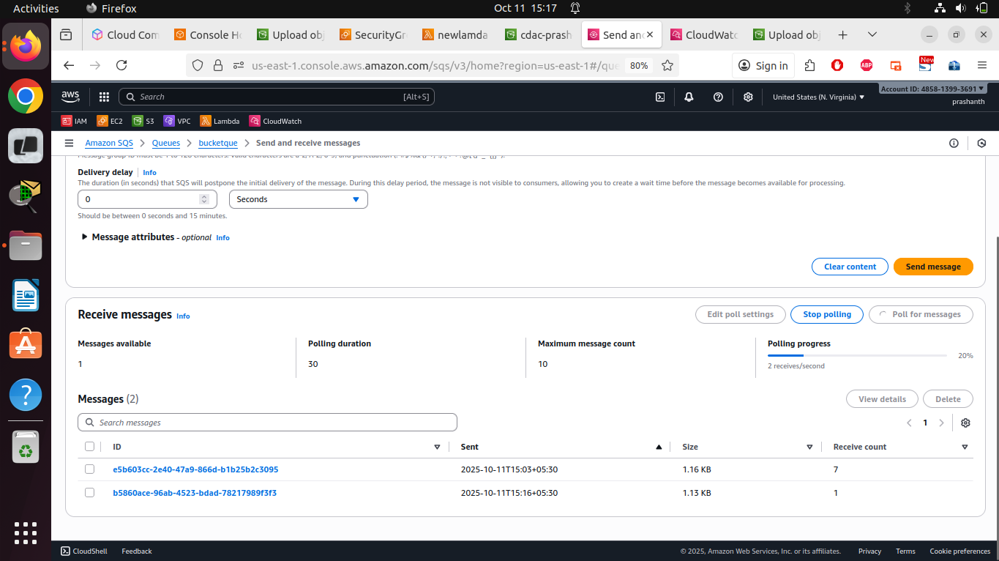 Activities Firefox Oct 11 15:17
Cloud Com Console Ho Upload obj SecurityGr newlamda cdac-prash Send and CloudWatc Upload obj
us-east-1.console.aws.amazon.com/sqs/v3/home?region=us-east-1#/que 80% Sign in ABP New
aws Search [Alt+S] United States (N. Virginia) Account ID: 4858-1399-3691
prashanth
IAM EC2 S3 VPC Lambda CloudWatch
Amazon SQS Queues bucketque Send and receive messages
Delivery delay Info
The duration (in seconds) that SQS will postpone the initial delivery of the message. During this delay period, the message is not visible to consumers, allowing you to create a wait time before the message becomes available for processing.
0 Seconds
Should be between 0 seconds and 15 minutes.
Message attributes - optional Info
Clear content Send message
Receive messages Info Edit poll settings Stop polling Poll for messages
Messages available Polling duration Maximum message count Polling progress
1 30 10 20%
2 receives/second
Messages (2) View details Delete
Search messages 1
ID Sent Size Receive count
e5b603cc-2e40-47a9-866d-b1b25b2c3095 2025-10-11T15:03+05:30 1.16 KB 7
b5860ace-96ab-4523-bdad-78217989f3f3 2025-10-11T15:16+05:30 1.13 KB 1
CloudShell Feedback © 2025, Amazon Web Services, Inc. or its affiliates. Privacy Terms Cookie preferences